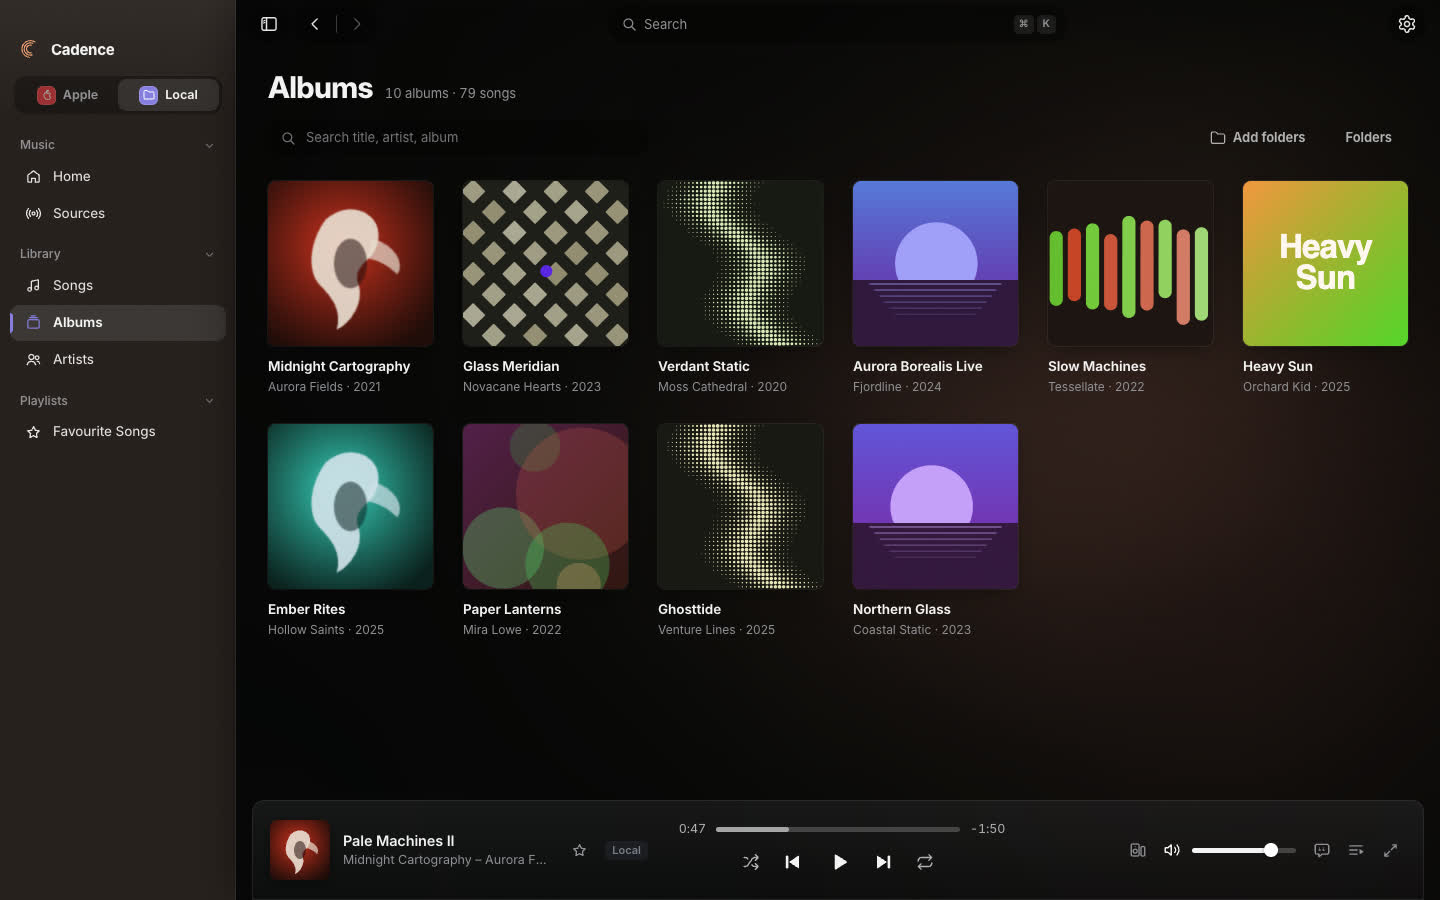 Cadence
Apple
Local
Music
Home
Sources
Library
Songs
Albums
Artists
Playlists
Favourite Songs
Search
⌘ K
Albums
10 albums · 79 songs
Search title, artist, album
Add folders
Folders
Heavy
Sun
Midnight Cartography
Aurora Fields · 2021
Glass Meridian
Novacane Hearts · 2023
Verdant Static
Moss Cathedral · 2020
Aurora Borealis Live
Fjordline · 2024
Slow Machines
Tessellate · 2022
Heavy Sun
Orchard Kid · 2025
Ember Rites
Hollow Saints · 2025
Paper Lanterns
Mira Lowe · 2022
Ghosttide
Venture Lines · 2025
Northern Glass
Coastal Static · 2023
Pale Machines II
Midnight Cartography – Aurora F...
Local
0:47
-1:50